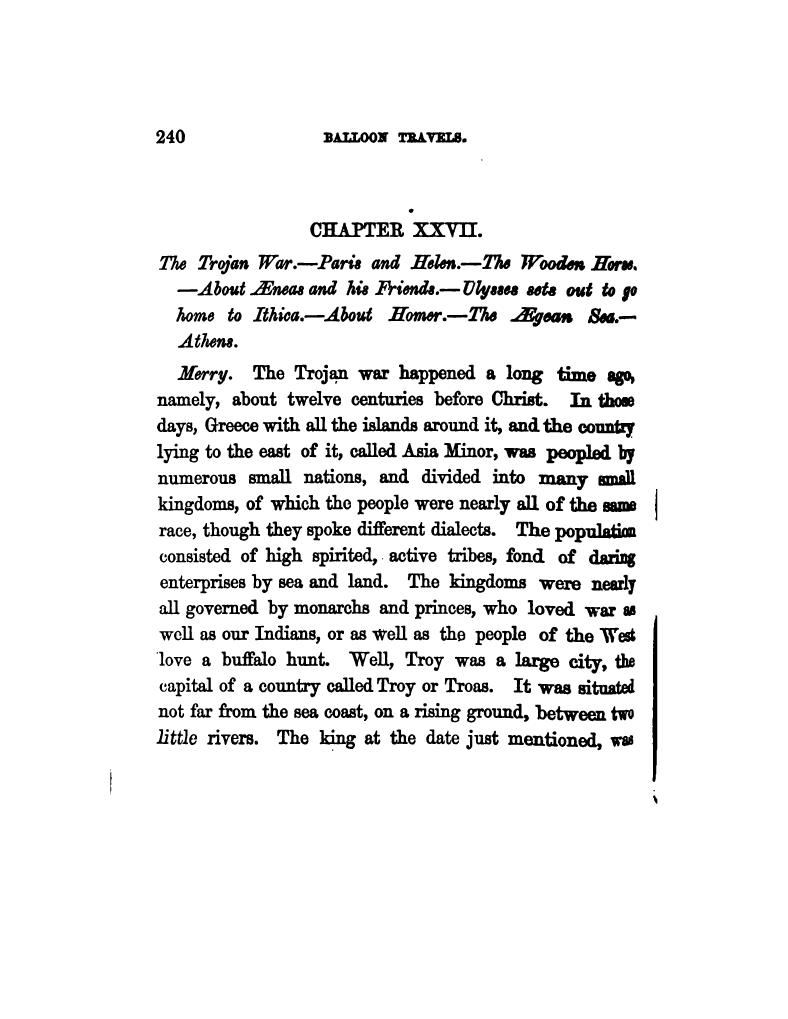 240 BALLOON TRAVELS.
CHAPTER XXVII.
The Trojan War.—Paris and Helen.—The Wooden Horse.
—About Æneas and his Friends.—Ulysses sets out to go
home to Ithica.—About Homer.—The Ægean Sea.—
Athens.
Merry. The Trojan war happened a long time ago,
namely, about twelve centuries before Christ. In those
days, Greece with all the islands around it, and the country
lying to the east of it, called Asia Minor, was peopled by
numerous small nations, and divided into many small
kingdoms, of which the people were nearly all of the same
race, though they spoke different dialects. The population
consisted of high spirited, active tribes, fond of daring
enterprises by sea and land. The kingdoms were nearly
all governed by monarchs and princes, who loved war as
well as our Indians, or as well as the people of the West
love a buffalo hunt. Well, Troy was a large city, the
capital of a country called Troy or Troas. It was situated
not far from the sea coast, on a rising ground, between two
little rivers. The king at the date just mentioned, was